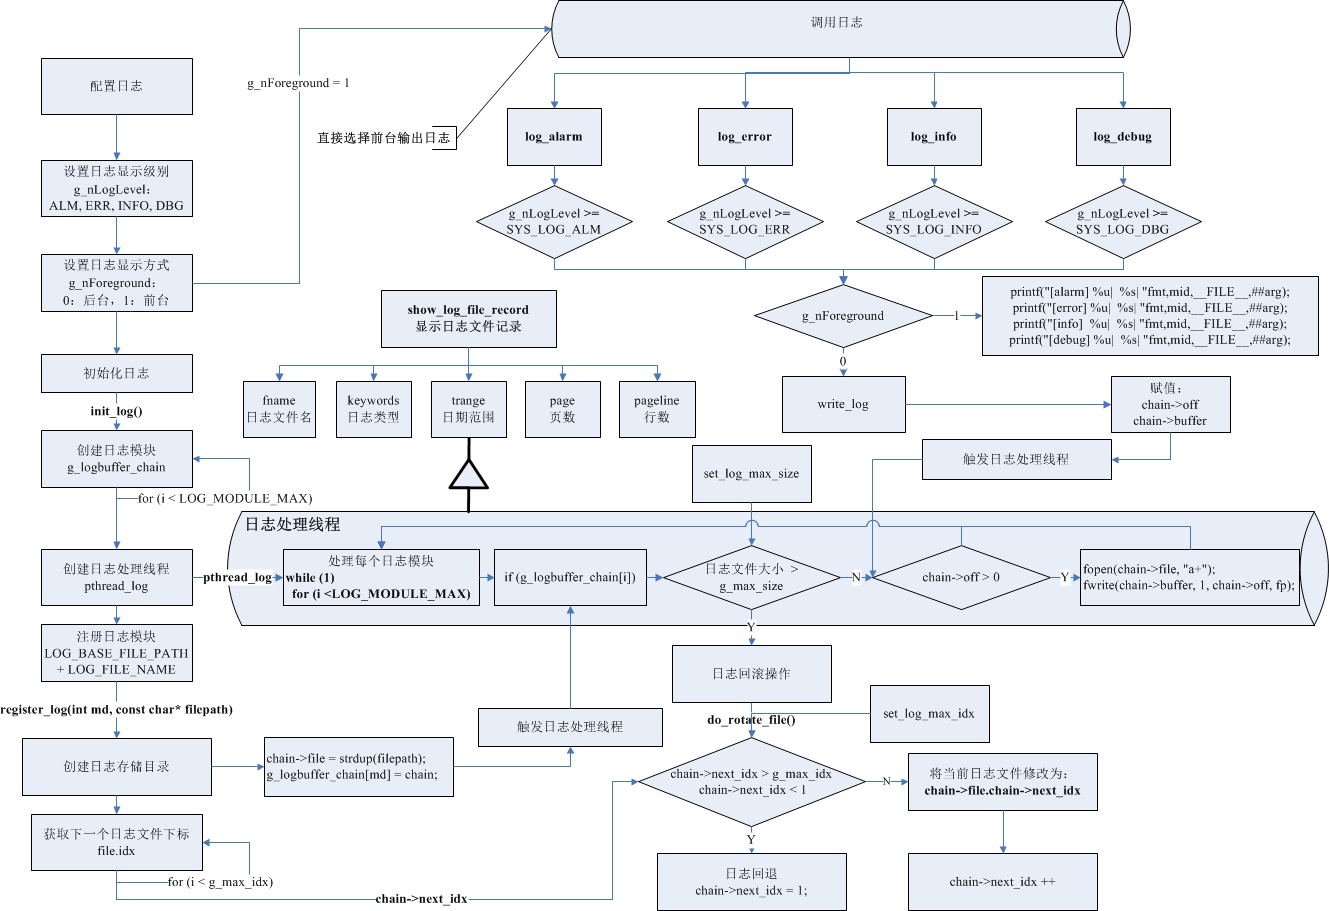 调用日志
g_nForeground = 1
直接选择前台输出日志
配置日志
设置日志显示级别
g_nLogLevel：
ALM, ERR, INFO, DBG
设置日志显示方式
g_nForeground：
0：后台，1：前台
初始化日志
init_log()
创建日志模块
g_logbuffer_chain
for (i < LOG_MODULE_MAX)
创建日志处理线程
pthread_log
注册日志模块
LOG_BASE_FILE_PATH
+ LOG_FILE_NAME
register_log(int md, const char* filepath)
创建日志存储目录
获取下一个日志文件下标
file.idx
for (i < g_max_idx)
chain->next_idx
chain->file = strdup(filepath);
g_logbuffer_chain[md] = chain;
触发日志处理线程
log_alarm
log_error
log_info
log_debug
g_nLogLevel >=
SYS_LOG_ALM
g_nLogLevel >=
SYS_LOG_ERR
g_nLogLevel >=
SYS_LOG_INFO
g_nLogLevel >=
SYS_LOG_DBG
g_nForeground
1
0
printf("[alarm] %u|  %s| "fmt,mid,__FILE__,##arg);
printf("[error] %u|  %s| "fmt,mid,__FILE__,##arg);
printf("[info]  %u|  %s| "fmt,mid,__FILE__,##arg);
printf("[debug] %u|  %s| "fmt,mid,__FILE__,##arg);
write_log
赋值：
chain->off
chain->buffer
触发日志处理线程
show_log_file_record
显示日志文件记录
fname
日志文件名
keywords
日志类型
trange
日期范围
page
页数
pageline
行数
set_log_max_size
日志处理线程
pthread_log
处理每个日志模块
while (1)
for (i <LOG_MODULE_MAX)
if (g_logbuffer_chain[i])
日志文件大小 >
g_max_size
N
chain->off > 0
Y
fopen(chain->file, "a+");
fwrite(chain->buffer, 1, chain->off, fp);
Y
日志回滚操作
do_rotate_file()
set_log_max_idx
chain->next_idx > g_max_idx
chain->next_idx < 1
N
将当前日志文件修改为：
chain->file.chain->next_idx
Y
日志回退
chain->next_idx = 1;
chain->next_idx ++